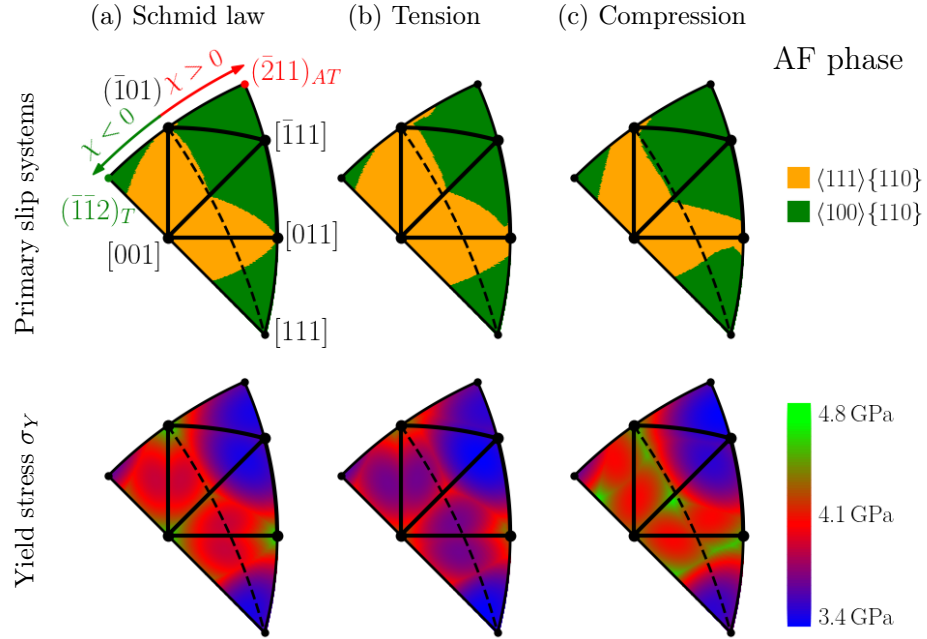 (a) Schmid law
(b) Tension
(c) Compression
AF phase
Primary slip systems
χ < 0
χ > 0
(1̄01)
(2̄11)_{AT}
[1̄11]
(1̄1̄2)_T
[001]
[011]
[111]
⟨111⟩{110}
⟨100⟩{110}
Yield stress σ_Y
4.8 GPa
4.1 GPa
3.4 GPa